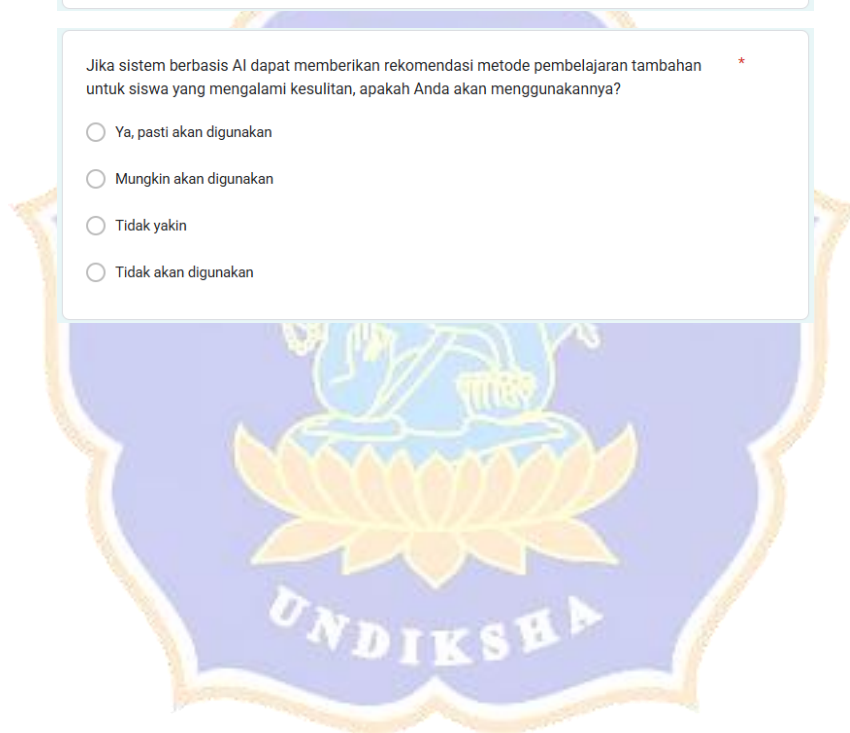 Jika sistem berbasis AI dapat memberikan rekomendasi metode pembelajaran tambahan *
untuk siswa yang mengalami kesulitan, apakah Anda akan menggunakannya?
Ya, pasti akan digunakan
Mungkin akan digunakan
Tidak yakin
Tidak akan digunakan
UNDIKSHA